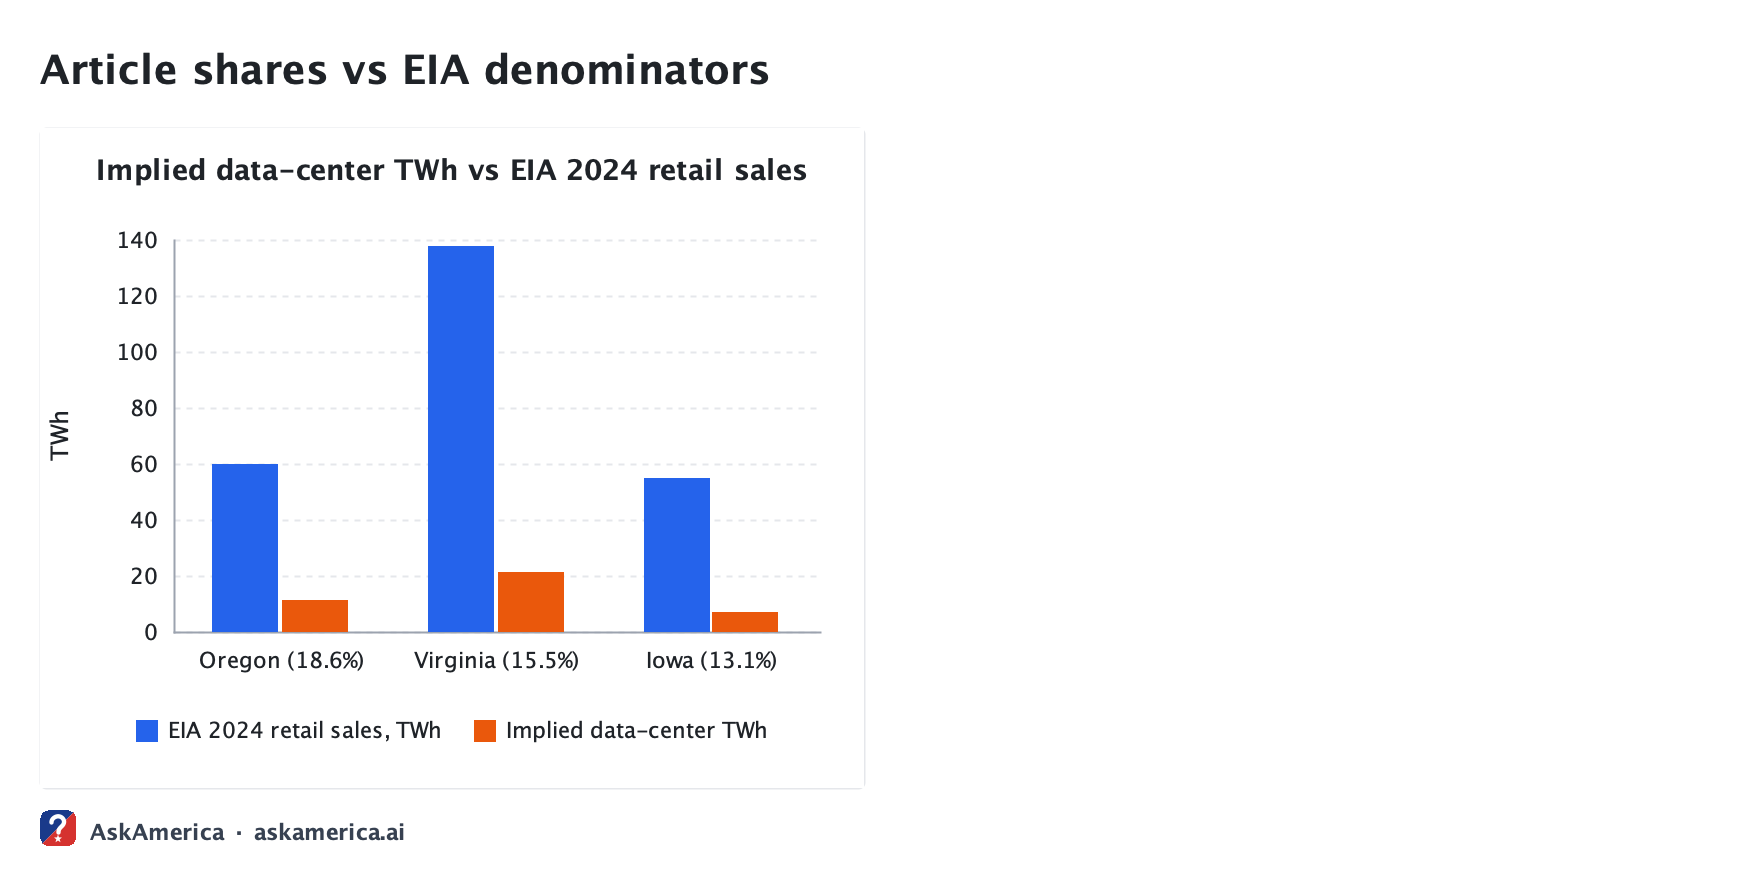 Article shares vs EIA denominators
Implied data-center TWh vs EIA 2024 retail sales
TWh
140
120
100
80
60
40
20
0
Oregon (18.6%)
Virginia (15.5%)
Iowa (13.1%)
EIA 2024 retail sales, TWh
Implied data-center TWh
AskAmerica · askamerica.ai